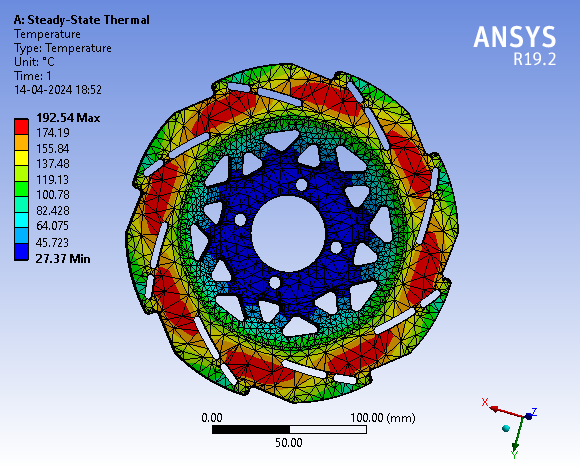 A: Steady-State Thermal
Temperature
Type: Temperature
Unit: °C
Time: 1
14-04-2024 18:52
192.54 Max
174.19
155.84
137.48
119.13
100.78
82.428
64.075
45.723
27.37 Min
ANSYS
R19.2
0.00
100.00 (mm)
50.00
X
Z
Y